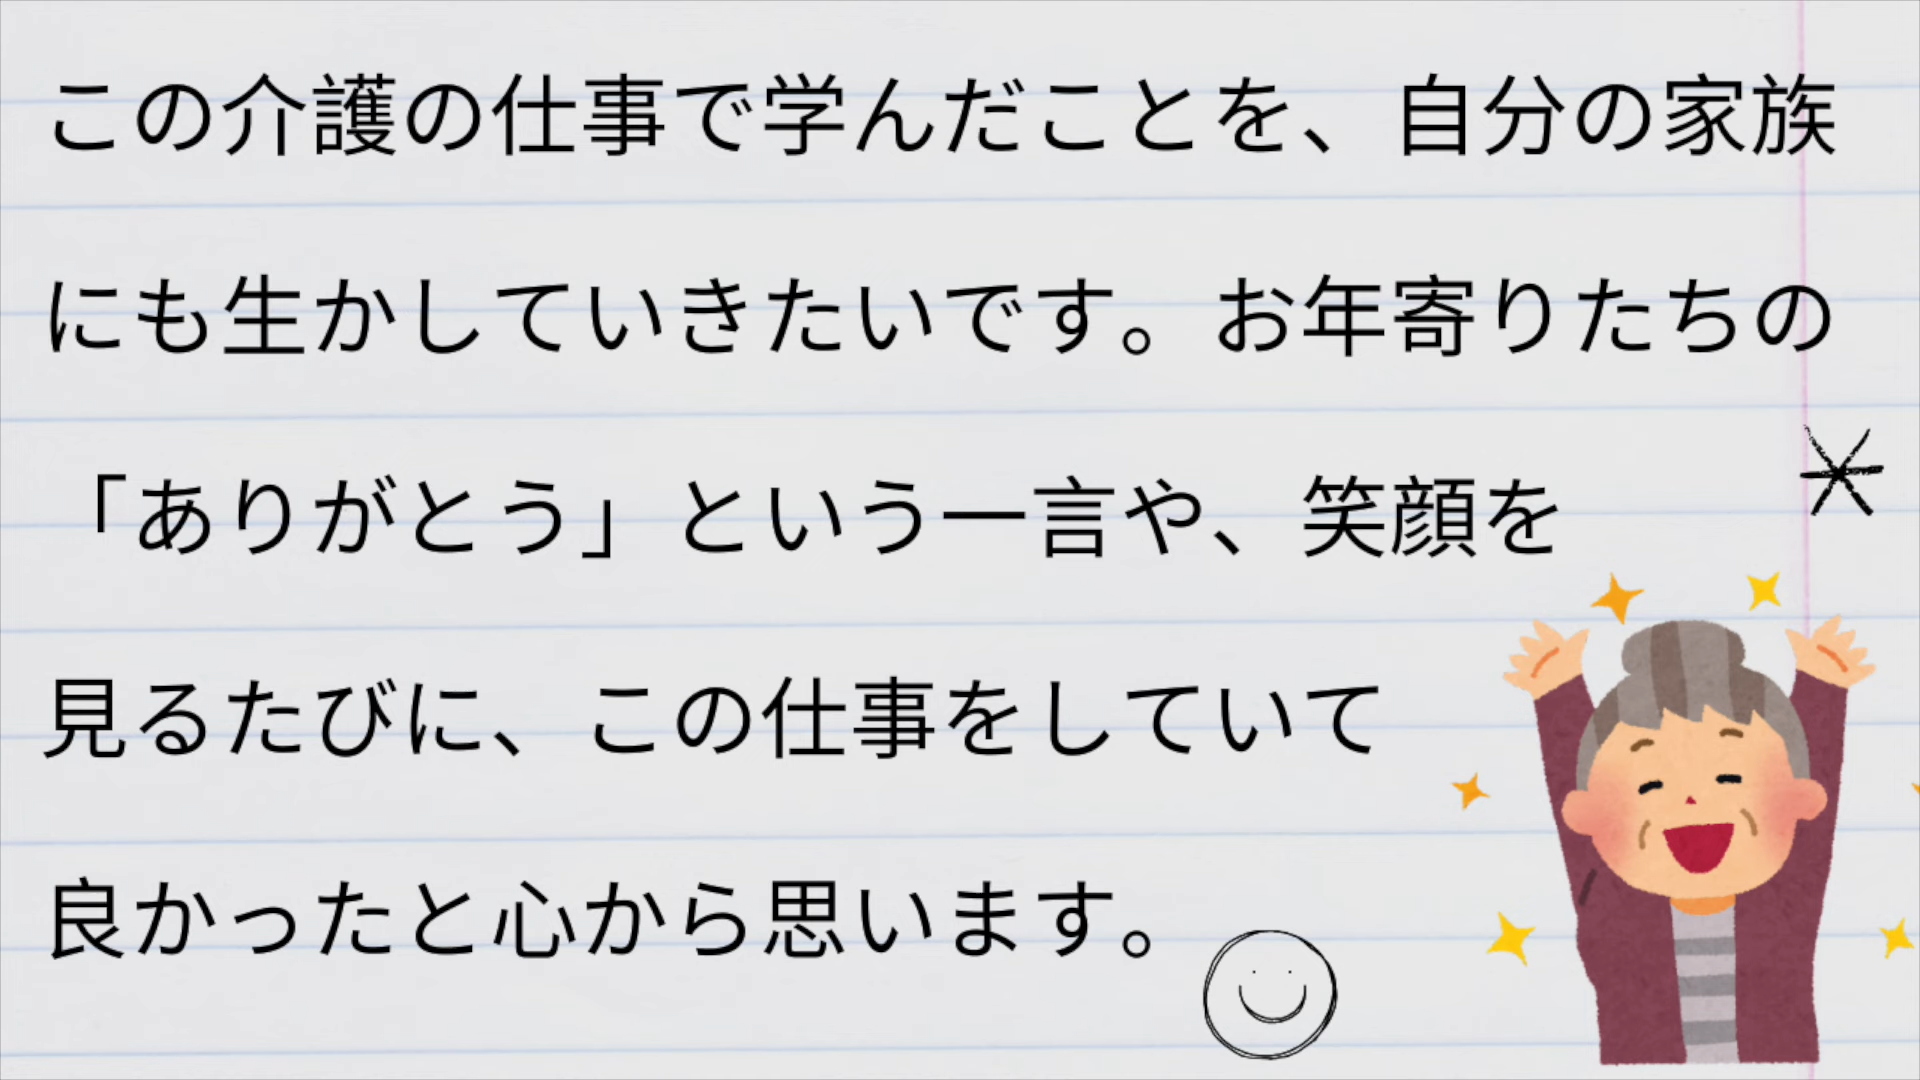 この介護の仕事で学んだことを、自分の家族
にも生かしていきたいです。お年寄りたちの
「ありがとう」という一言や、笑顔を
見るたびに、この仕事をしていて
良かったと心から思います。